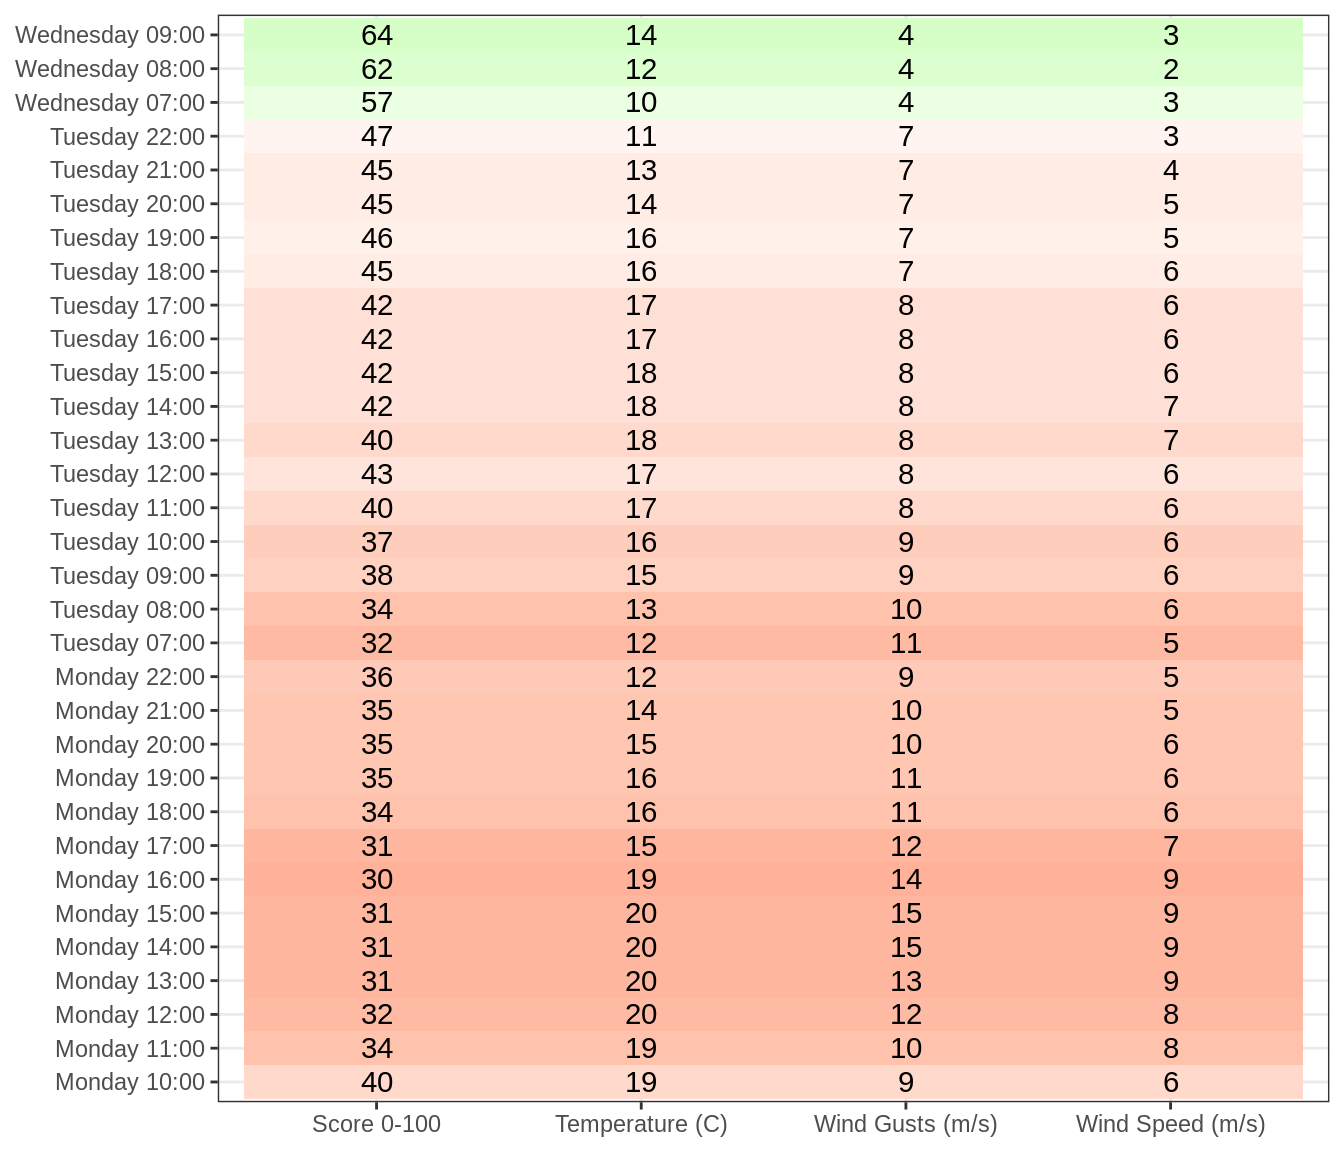 Wednesday 09:00 64 14 4 3
Wednesday 08:00 62 12 4 2
Wednesday 07:00 57 10 4 3
Tuesday 22:00 47 11 7 3
Tuesday 21:00 45 13 7 4
Tuesday 20:00 45 14 7 5
Tuesday 19:00 46 16 7 5
Tuesday 18:00 45 16 7 6
Tuesday 17:00 42 17 8 6
Tuesday 16:00 42 17 8 6
Tuesday 15:00 42 18 8 6
Tuesday 14:00 42 18 8 7
Tuesday 13:00 40 18 8 7
Tuesday 12:00 43 17 8 6
Tuesday 11:00 40 17 8 6
Tuesday 10:00 37 16 9 6
Tuesday 09:00 38 15 9 6
Tuesday 08:00 34 13 10 6
Tuesday 07:00 32 12 11 5
Monday 22:00 36 12 9 5
Monday 21:00 35 14 10 5
Monday 20:00 35 15 10 6
Monday 19:00 35 16 11 6
Monday 18:00 34 16 11 6
Monday 17:00 31 15 12 7
Monday 16:00 30 19 14 9
Monday 15:00 31 20 15 9
Monday 14:00 31 20 15 9
Monday 13:00 31 20 13 9
Monday 12:00 32 20 12 8
Monday 11:00 34 19 10 8
Monday 10:00 40 19 9 6
Score 0-100 Temperature (C) Wind Gusts (m/s) Wind Speed (m/s)